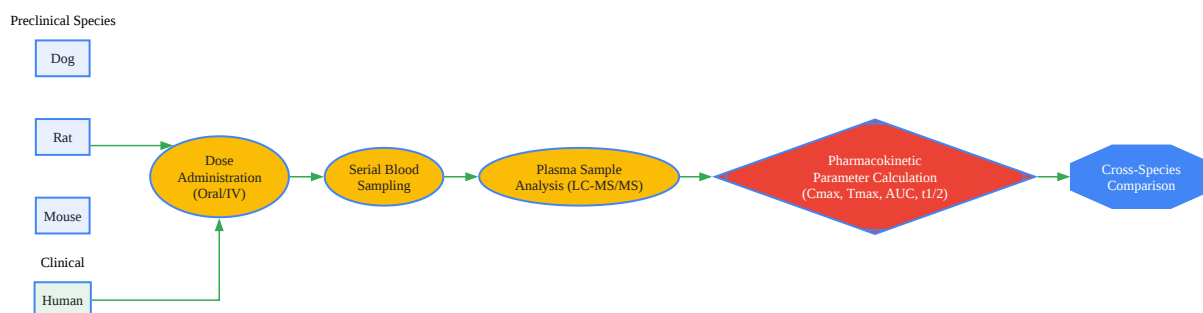 Preclinical Species
Dog
Rat
Mouse
Clinical
Human
Dose
Administration
(Oral/IV)
Serial Blood
Sampling
Plasma Sample
Analysis (LC-MS/MS)
Pharmacokinetic
Parameter Calculation
(Cmax, Tmax, AUC, t1/2)
Cross-Species
Comparison